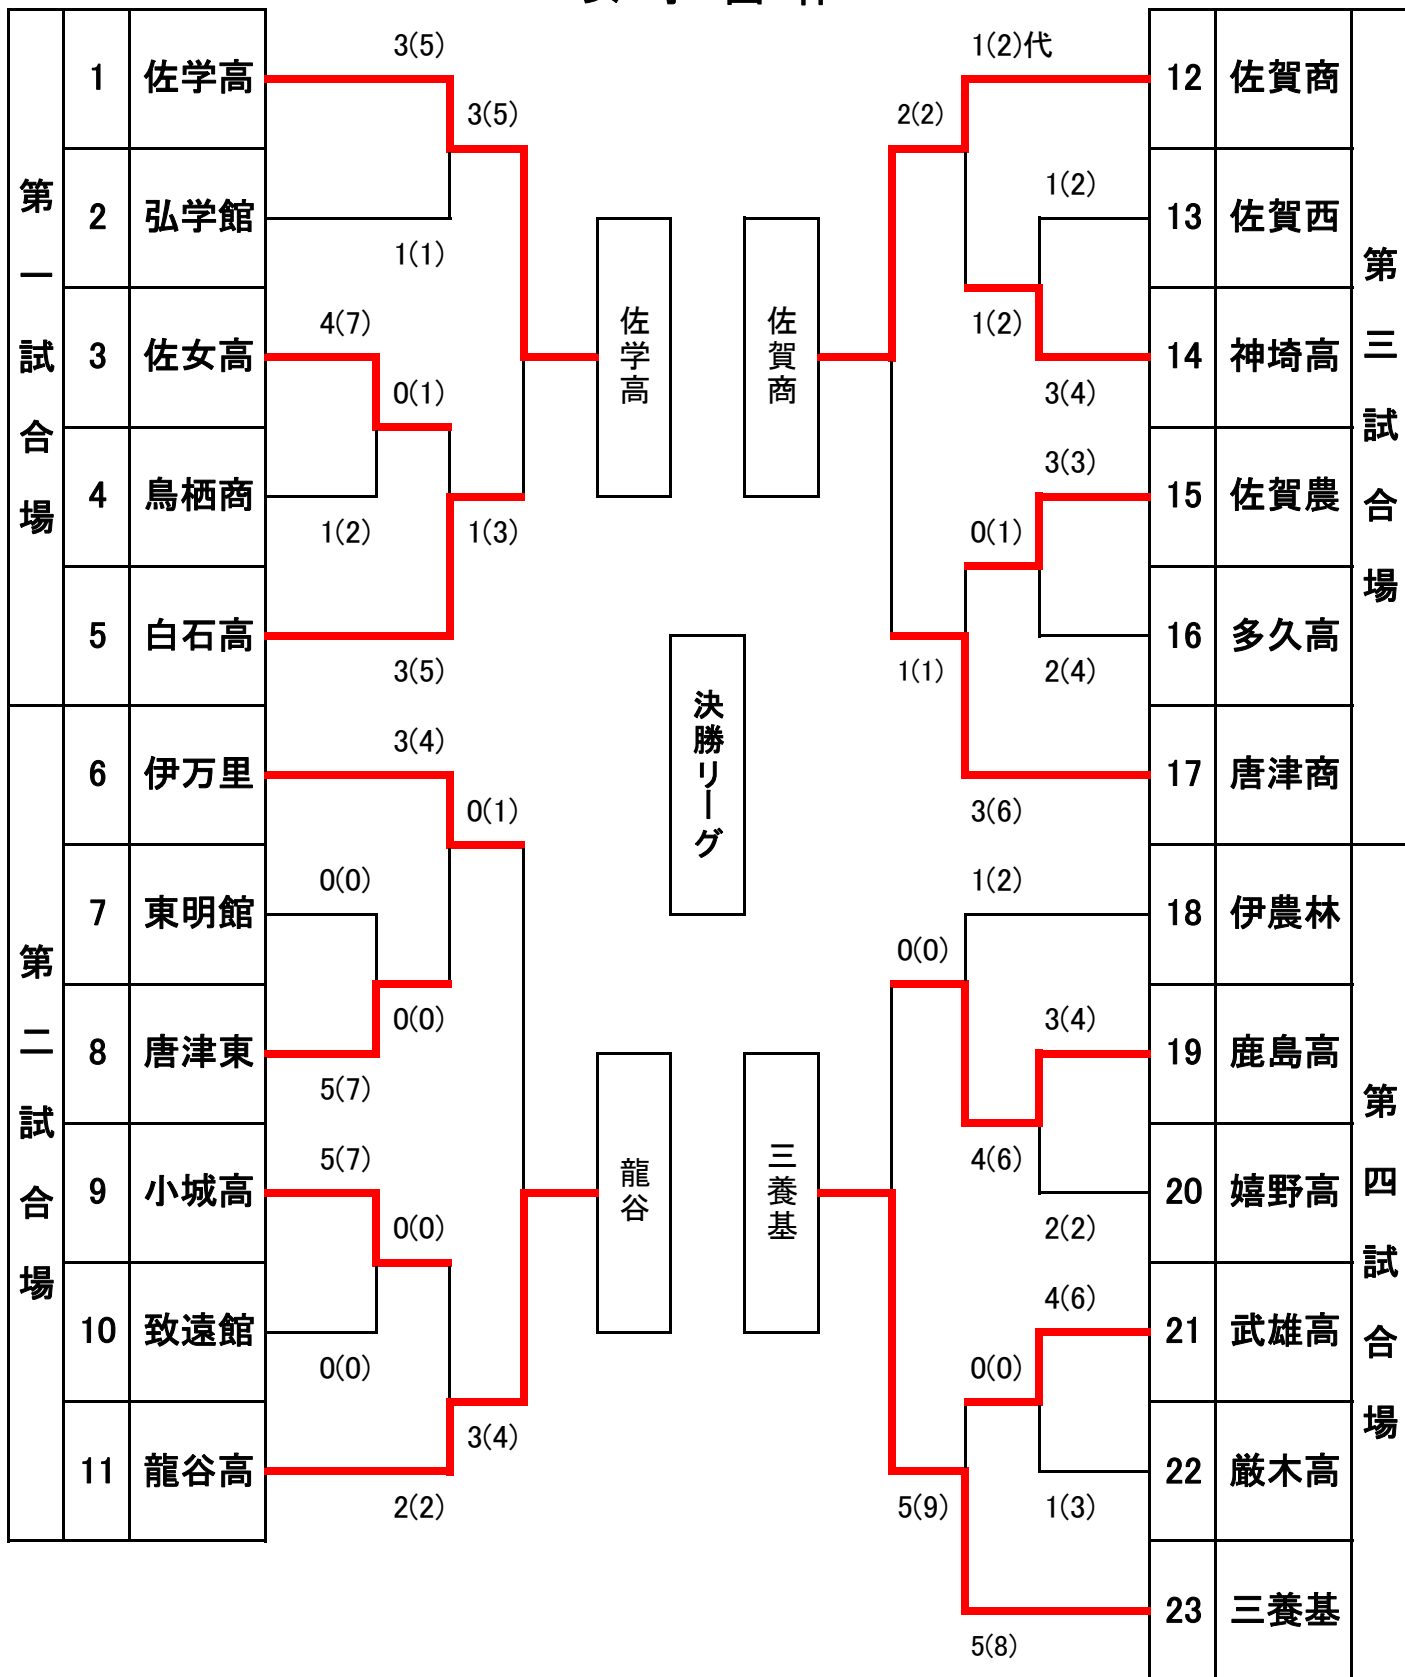 第一試合場
1 佐学高
2 弘学館
3 佐女高
4 鳥栖商
5 白石高
第二試合場
6 伊万里
7 東明館
8 唐津東
9 小城高
10 致遠館
11 龍谷高
3(5)
3(5)
1(1)
4(7)
0(1)
1(2)
1(3)
3(5)
3(4)
0(1)
0(0)
0(0)
5(7)
5(7)
0(0)
0(0)
3(4)
2(2)
佐学高
佐賀商
決勝リーグ
龍谷
三養基
1(2)代
2(2)
1(2)
1(2)
3(4)
3(3)
0(1)
1(1)
2(4)
3(6)
1(2)
0(0)
3(4)
4(6)
2(2)
4(6)
0(0)
5(9)
1(3)
5(8)
第三試合場
12 佐賀商
13 佐賀西
14 神埼高
15 佐賀農
16 多久高
17 唐津商
第四試合場
18 伊農林
19 鹿島高
20 嬉野高
21 武雄高
22 厳木高
23 三養基